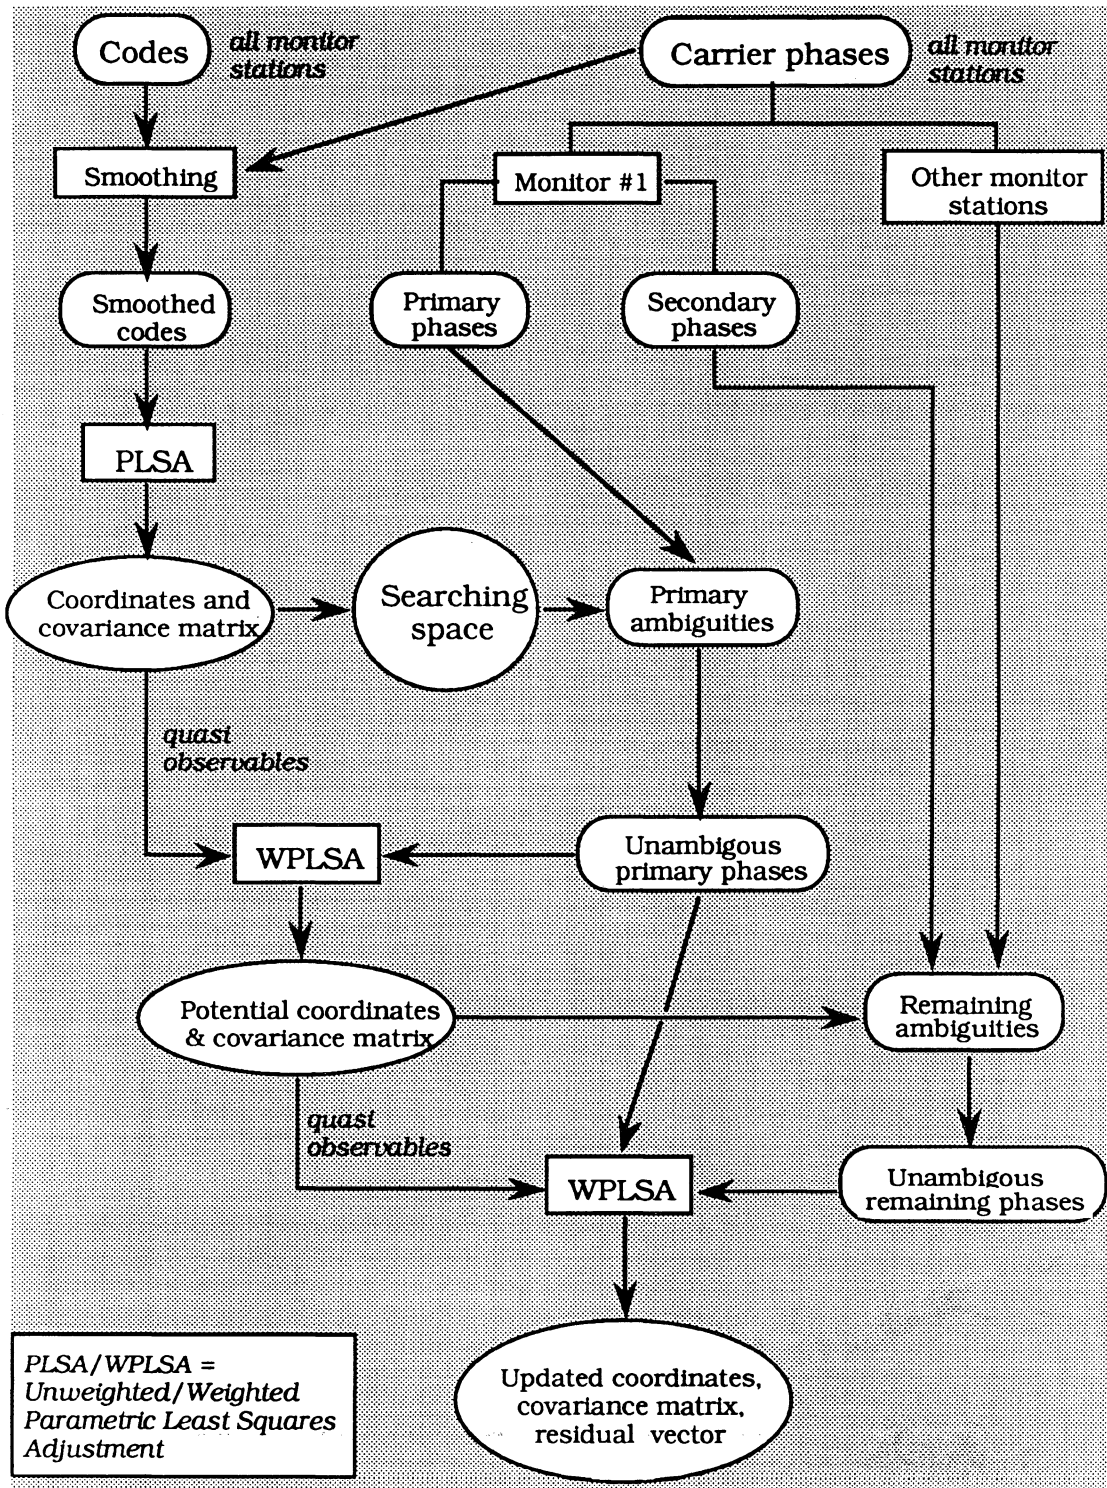 Codes
all monitor
stations
Carrier phases
all monitor
stations
Smoothing
Monitor #1
Other monitor
stations
Smoothed
codes
Primary
phases
Secondary
phases
PLSA
Coordinates and
covariance matrix
Searching
space
Primary
ambiguities
quasi
observables
WPLSA
Unambigous
primary phases
Potential coordinates
& covariance matrix
Remaining
ambiguities
quasi
observables
WPLSA
Unambigous
remaining phases
Updated coordinates,
covariance matrix,
residual vector
PLSA/WPLSA =
Unweighted/Weighted
Parametric Least Squares
Adjustment